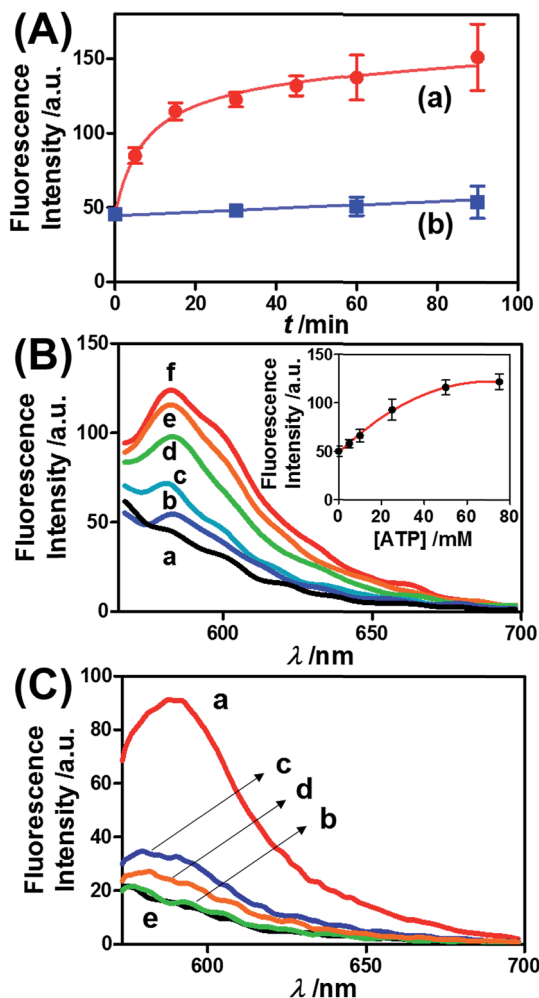 (A)
Fluorescence
Intensity /a.u.
150
100
50
0
(a)
(b)
0 20 40 60 80 100
t /min
(B)
Fluorescence
Intensity /a.u.
150
100
50
0
f
e
d
c
b
a
600 650 700
λ /nm
Fluorescence
Intensity /a.u.
150
100
50
0
0 20 40 60 80
[ATP] /mM
(C)
Fluorescence
Intensity /a.u.
100
80
60
40
20
0
a
c
d
b
e
600 650 700
λ /nm